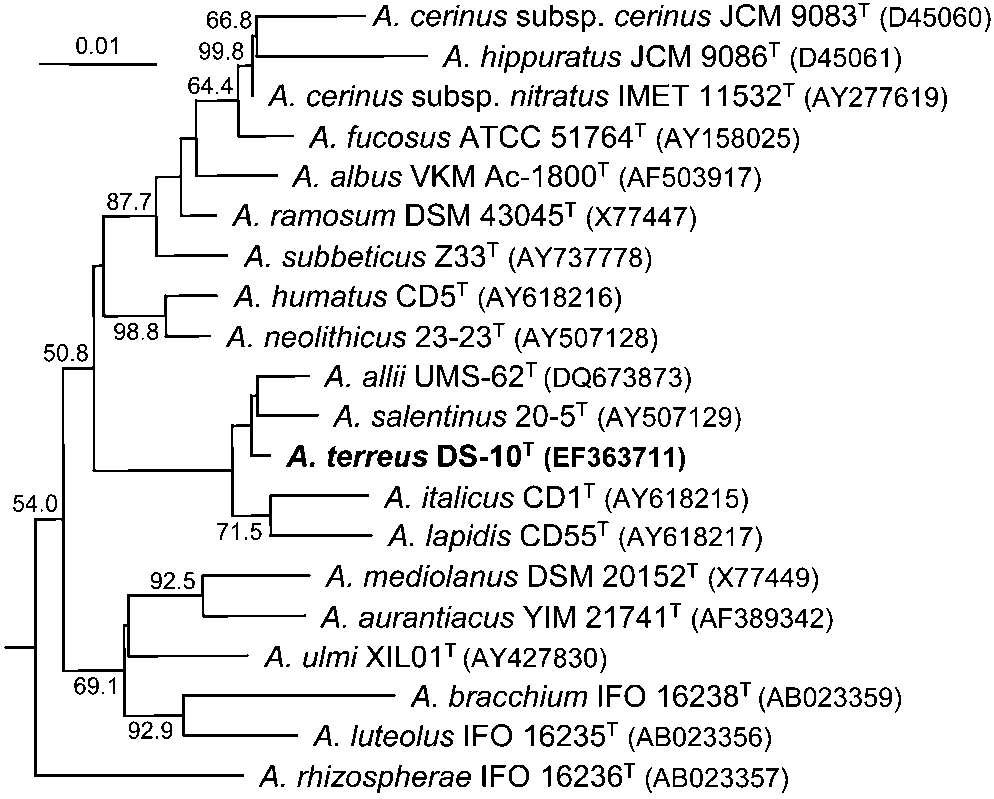 66.8
A. cerinus subsp. cerinus JCM 9083T (D45060)
0.01
99.8
A. hippuratus JCM 9086T (D45061)
64.4
A. cerinus subsp. nitratus IMET 11532T (AY277619)
A. fucosus ATCC 51764T (AY158025)
A. albus VKM Ac-1800T (AF503917)
87.7
A. ramosum DSM 43045T (X77447)
A. subbeticus Z33T (AY737778)
A. humatus CD5T (AY618216)
98.8
A. neolithicus 23-23T (AY507128)
50.8
A. allii UMS-62T (DQ673873)
A. salentinus 20-5T (AY507129)
A. terreus DS-10T (EF363711)
A. italicus CD1T (AY618215)
54.0
71.5
A. lapidis CD55T (AY618217)
92.5
A. mediolanus DSM 20152T (X77449)
A. aurantiacus YIM 21741T (AF389342)
A. ulmi XIL01T (AY427830)
69.1
A. bracchium IFO 16238T (AB023359)
92.9
A. luteolus IFO 16235T (AB023356)
A. rhizospherae IFO 16236T (AB023357)